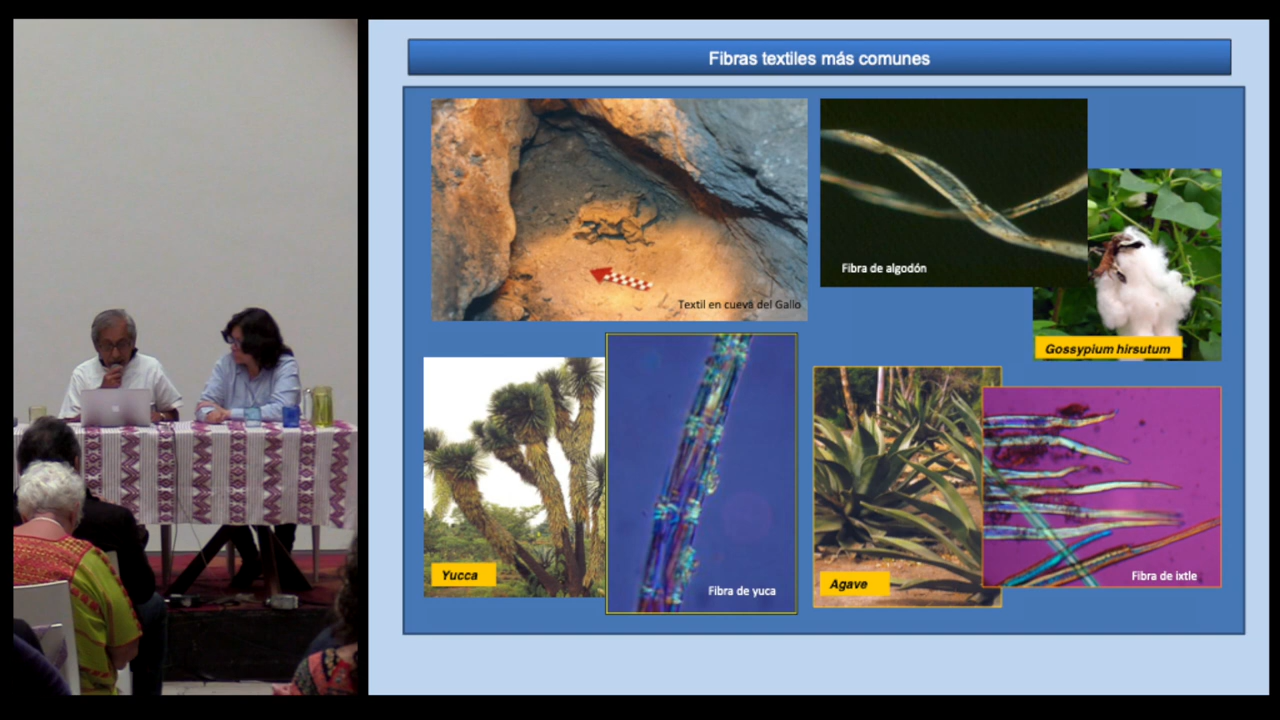 Fibras textiles más comunes
Textil en cueva del Gallo
Fibra de algodón
Gossypium hirsutum
Yucca
Fibra de yuca
Agave
Fibra de ixtle